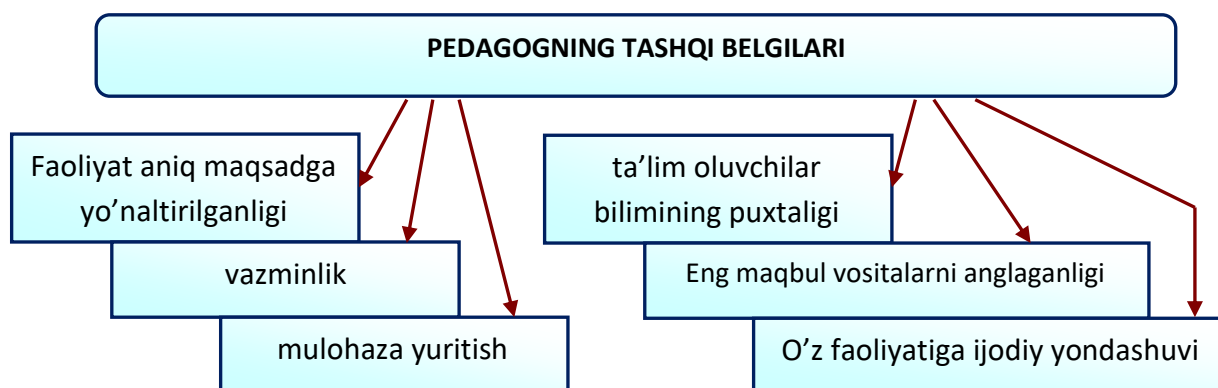 PEDAGOGNING TASHQI BELGILARI
Faoliyat aniq maqsadga
yo’naltirilganligi
vazminlik
mulohaza yuritish
ta’lim oluvchilar
bilimining puxtaligi
Eng maqbul vositalarni anglaganligi
O’z faoliyatiga ijodiy yondashuvi